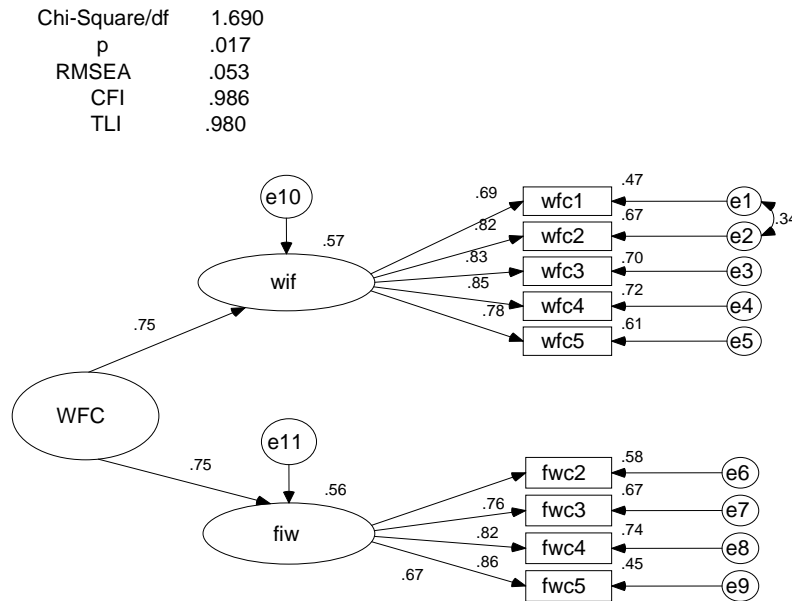 Chi-Square/df 1.690
p .017
RMSEA .053
CFI .986
TLI .980
e10
.69 wfc1 .47 e1
.57 .82 wfc2 .67 e2 .34
wif .83 wfc3 .70 e3
.85 wfc4 .72 e4
.75 .78 wfc5 .61 e5
WFC
e11
.75 fwc2 .58 e6
.56 .76 fwc3 .67 e7
fiw .82 fwc4 .74 e8
.67 .86 fwc5 .45 e9